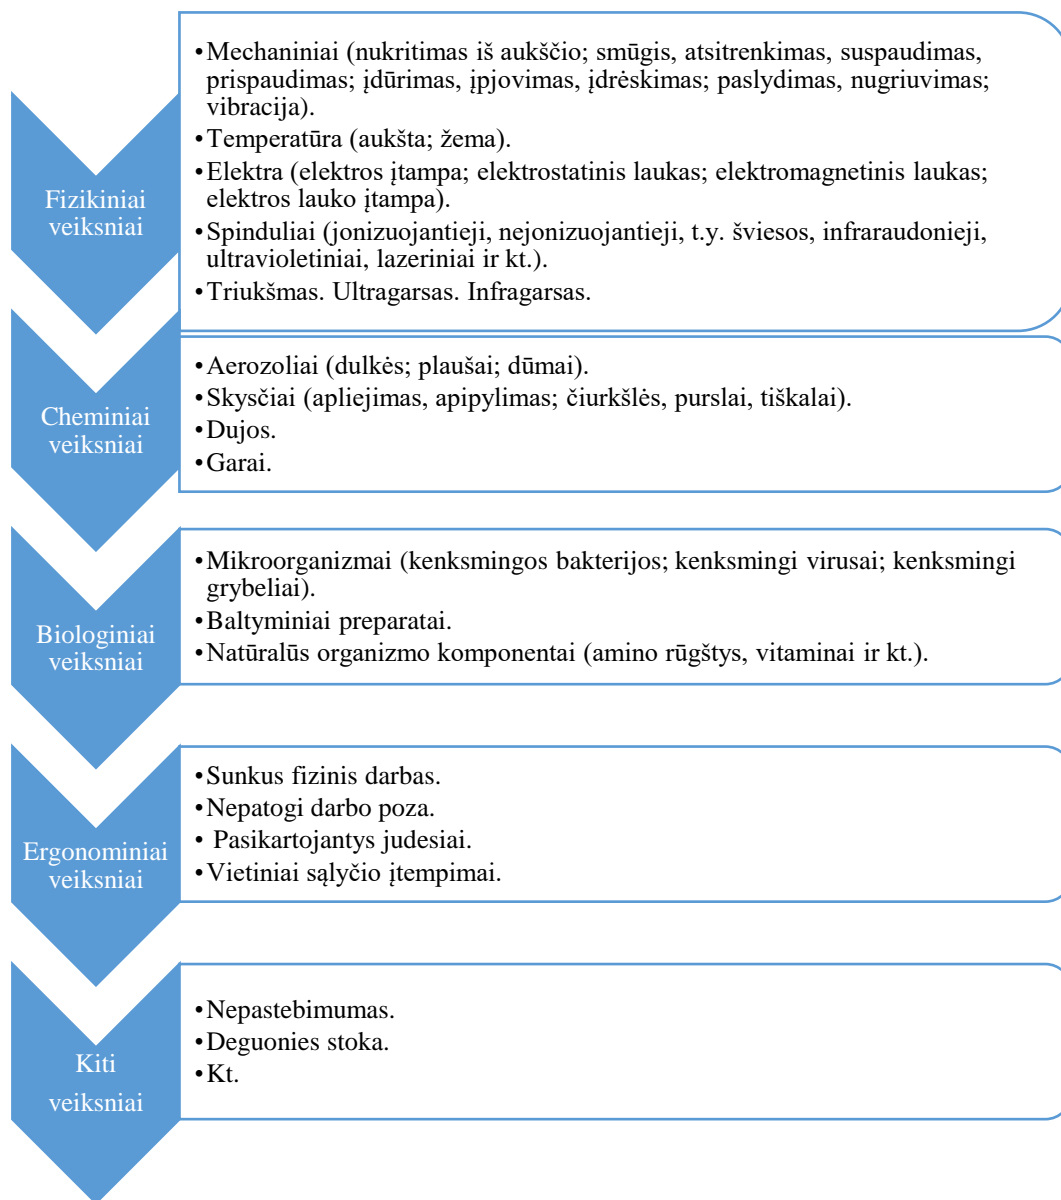 Fizikiniai
veiksniai
•Mechaniniai (nukritimas iš aukščio; smūgis, atsitrenkimas, suspaudimas,
prispaudimas; įdūrimas, įpjovimas, įdrėskimas; paslydimas, nugriuvimas;
vibracija).
•Temperatūra (aukšta; žema).
•Elektra (elektros įtampa; elektrostatinis laukas; elektromagnetinis laukas;
elektros lauko įtampa).
•Spinduliai (jonizuojantieji, nejonizuojantieji, t.y. šviesos, infraraudonieji,
ultravioletiniai, lazeriniai ir kt.).
•Triukšmas. Ultragarsas. Infragarsas.
Cheminiai
veiksniai
•Aerozoliai (dulkės; plaušai; dūmai).
•Skysčiai (apliejimas, apipylimas; čiurkšlės, purslai, tiškalai).
•Dujos.
•Garai.
Biologiniai
veiksniai
•Mikroorganizmai (kenksmingos bakterijos; kenksmingi virusai; kenksmingi
grybeliai).
•Baltyminiai preparatai.
•Natūralūs organizmo komponentai (amino rūgštys, vitaminai ir kt.).
Ergonominiai
veiksniai
•Sunkus fizinis darbas.
•Nepatogi darbo poza.
• Pasikartojantys judesiai.
•Vietiniai sąlyčio įtempimai.
Kiti
veiksniai
•Nepastebimumas.
•Deguonies stoka.
•Kt.